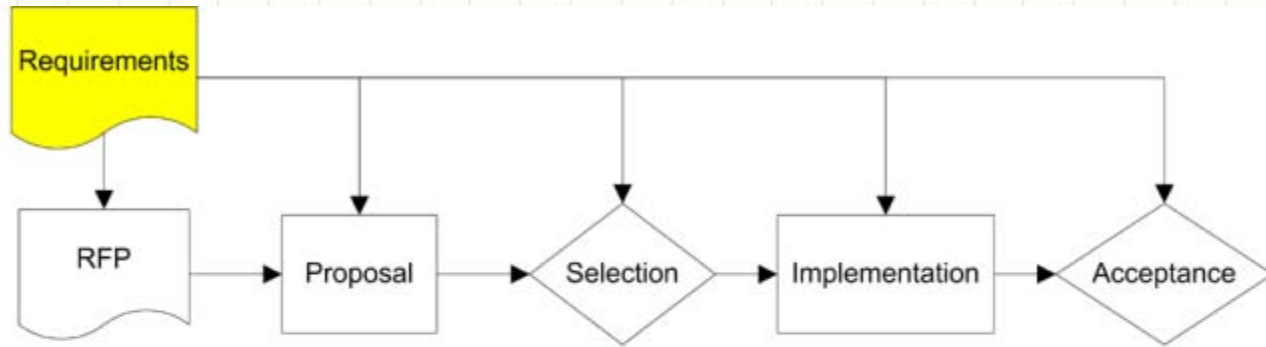 Requirements
RFP
Proposal
Selection
Implementation
Acceptance